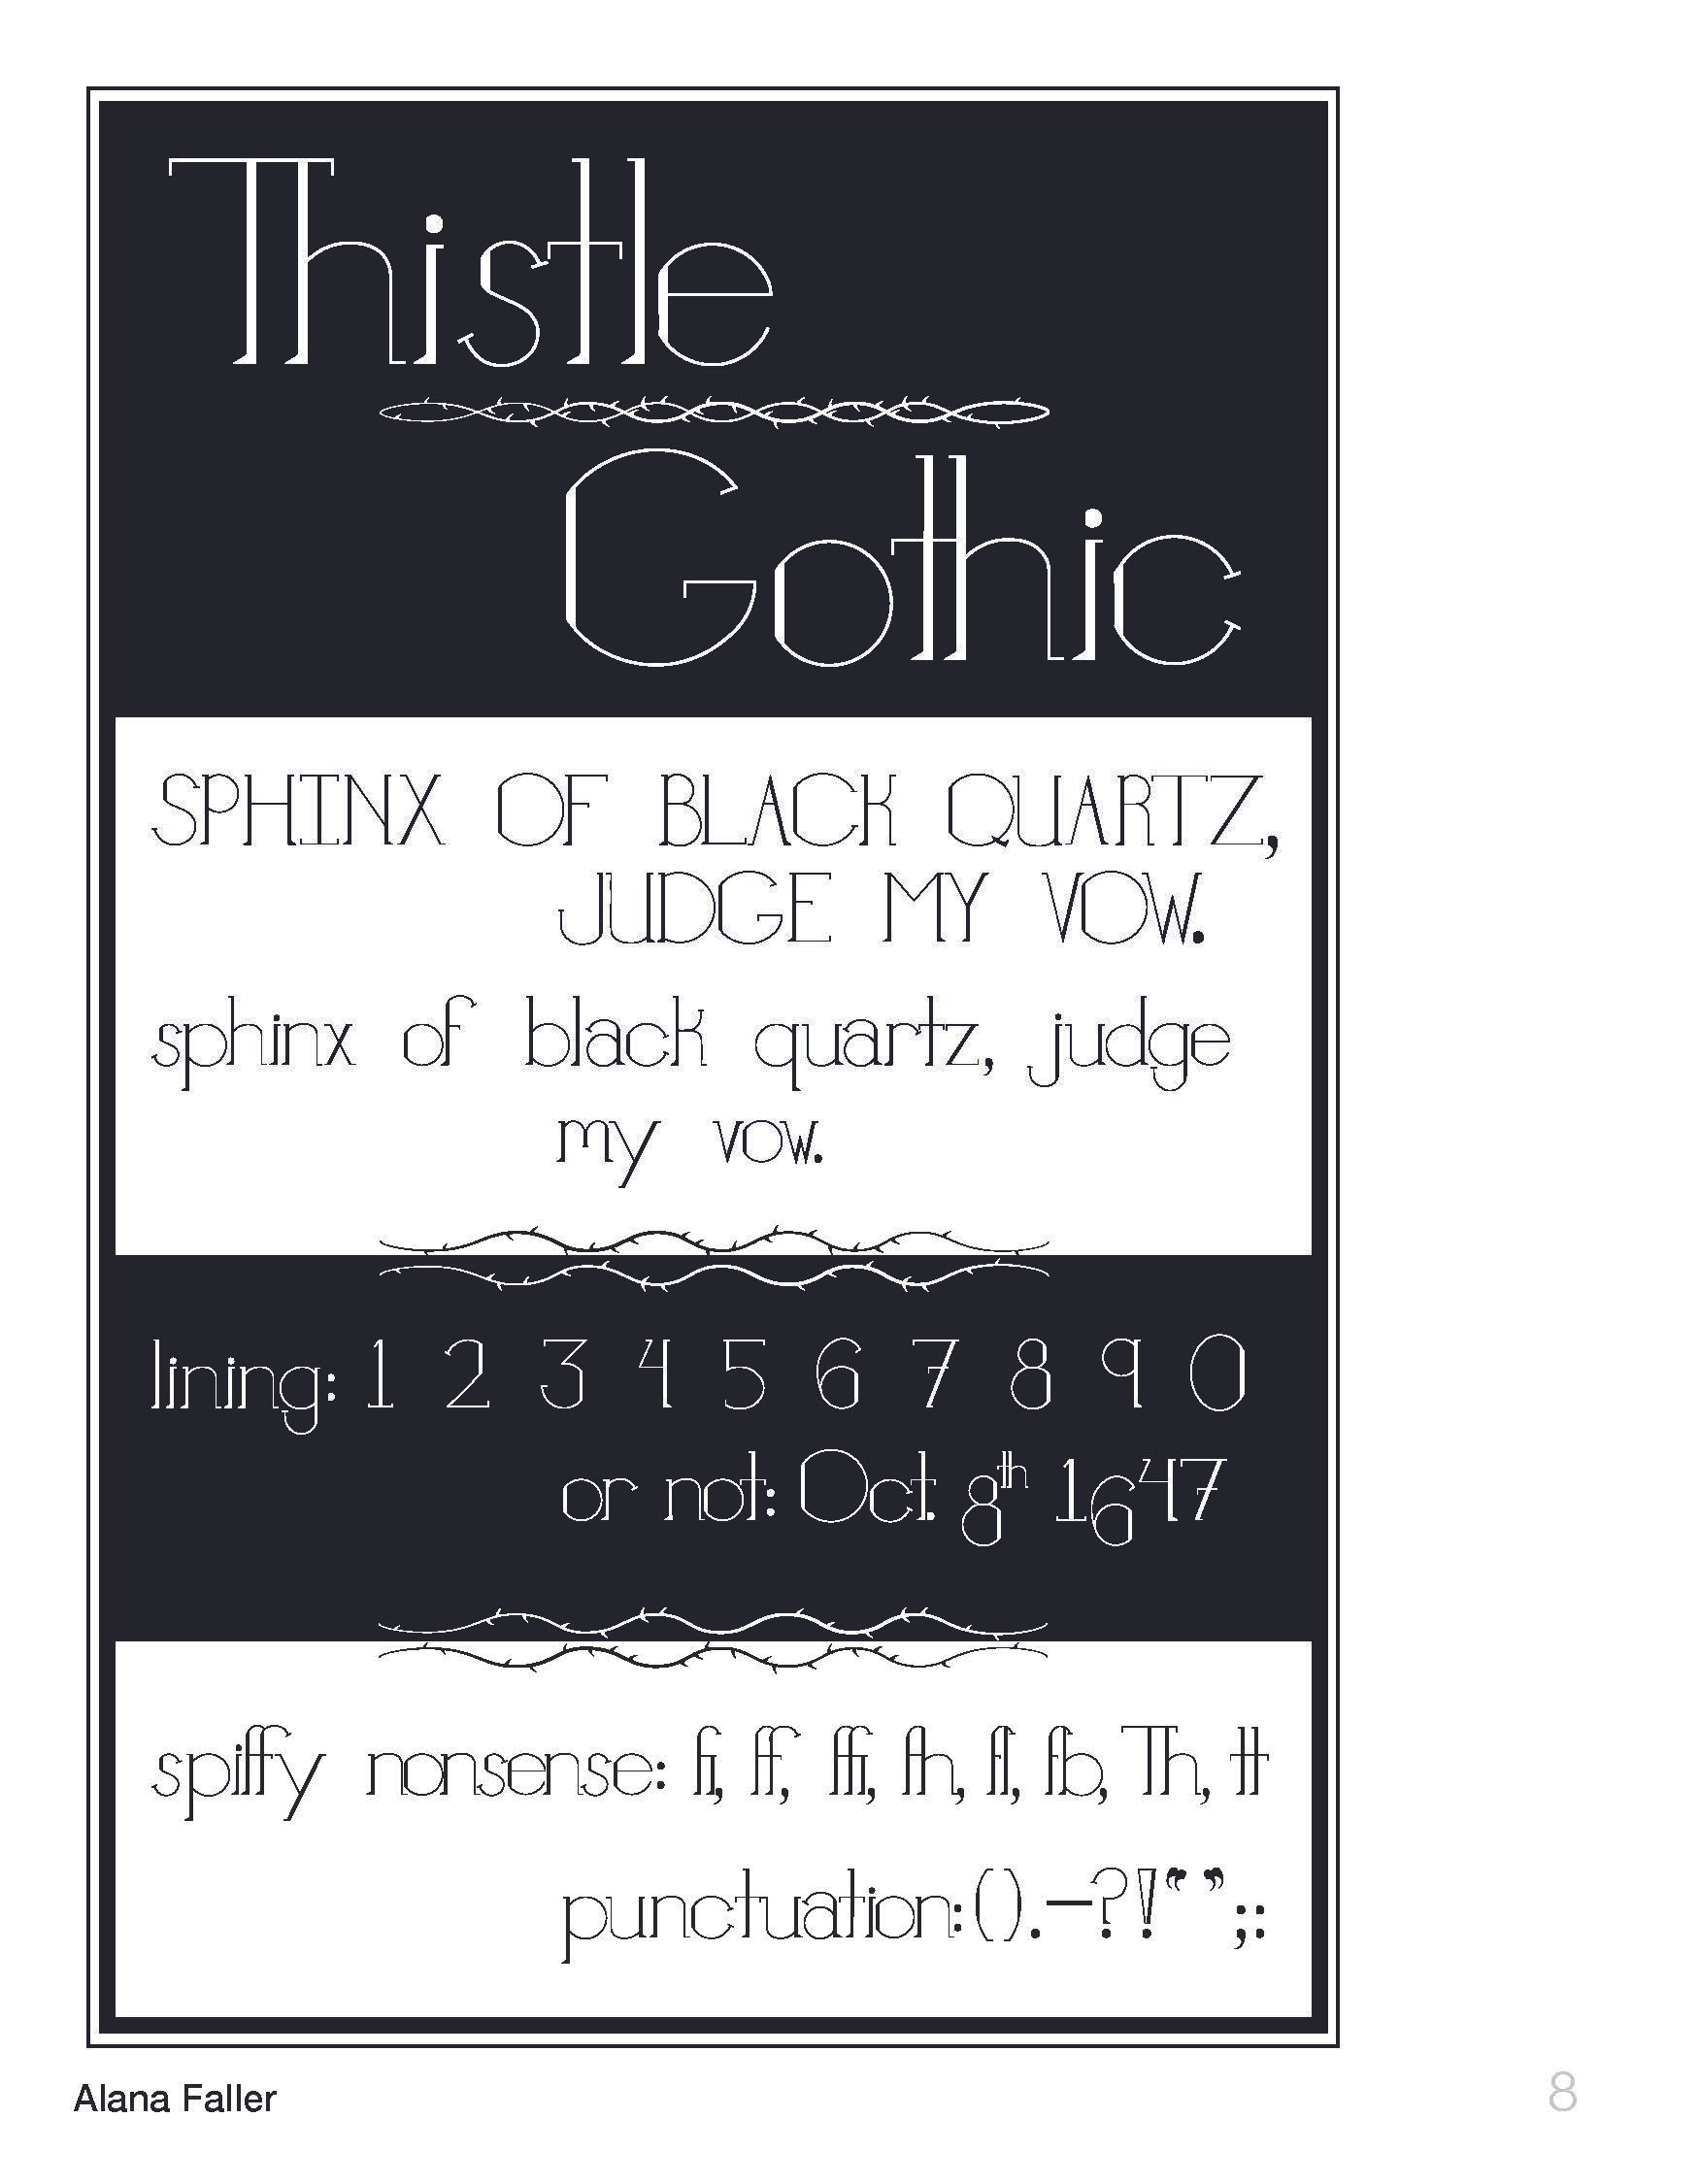 Thistle
Gothic
SPHINX OF BLACK QUARTZ,
JUDGE MY VOW.
sphinx of black quartz, judge
my vow.
lining: 1 2 3 4 5 6 7 8 9 0
or not: Oct. 8th 1647
spiffy nonsense: fi, ff, ffi, fh, fl, fb, Th, tt
punctuation: ( ) . — ? ! “ ” ; :
Alana Faller
8